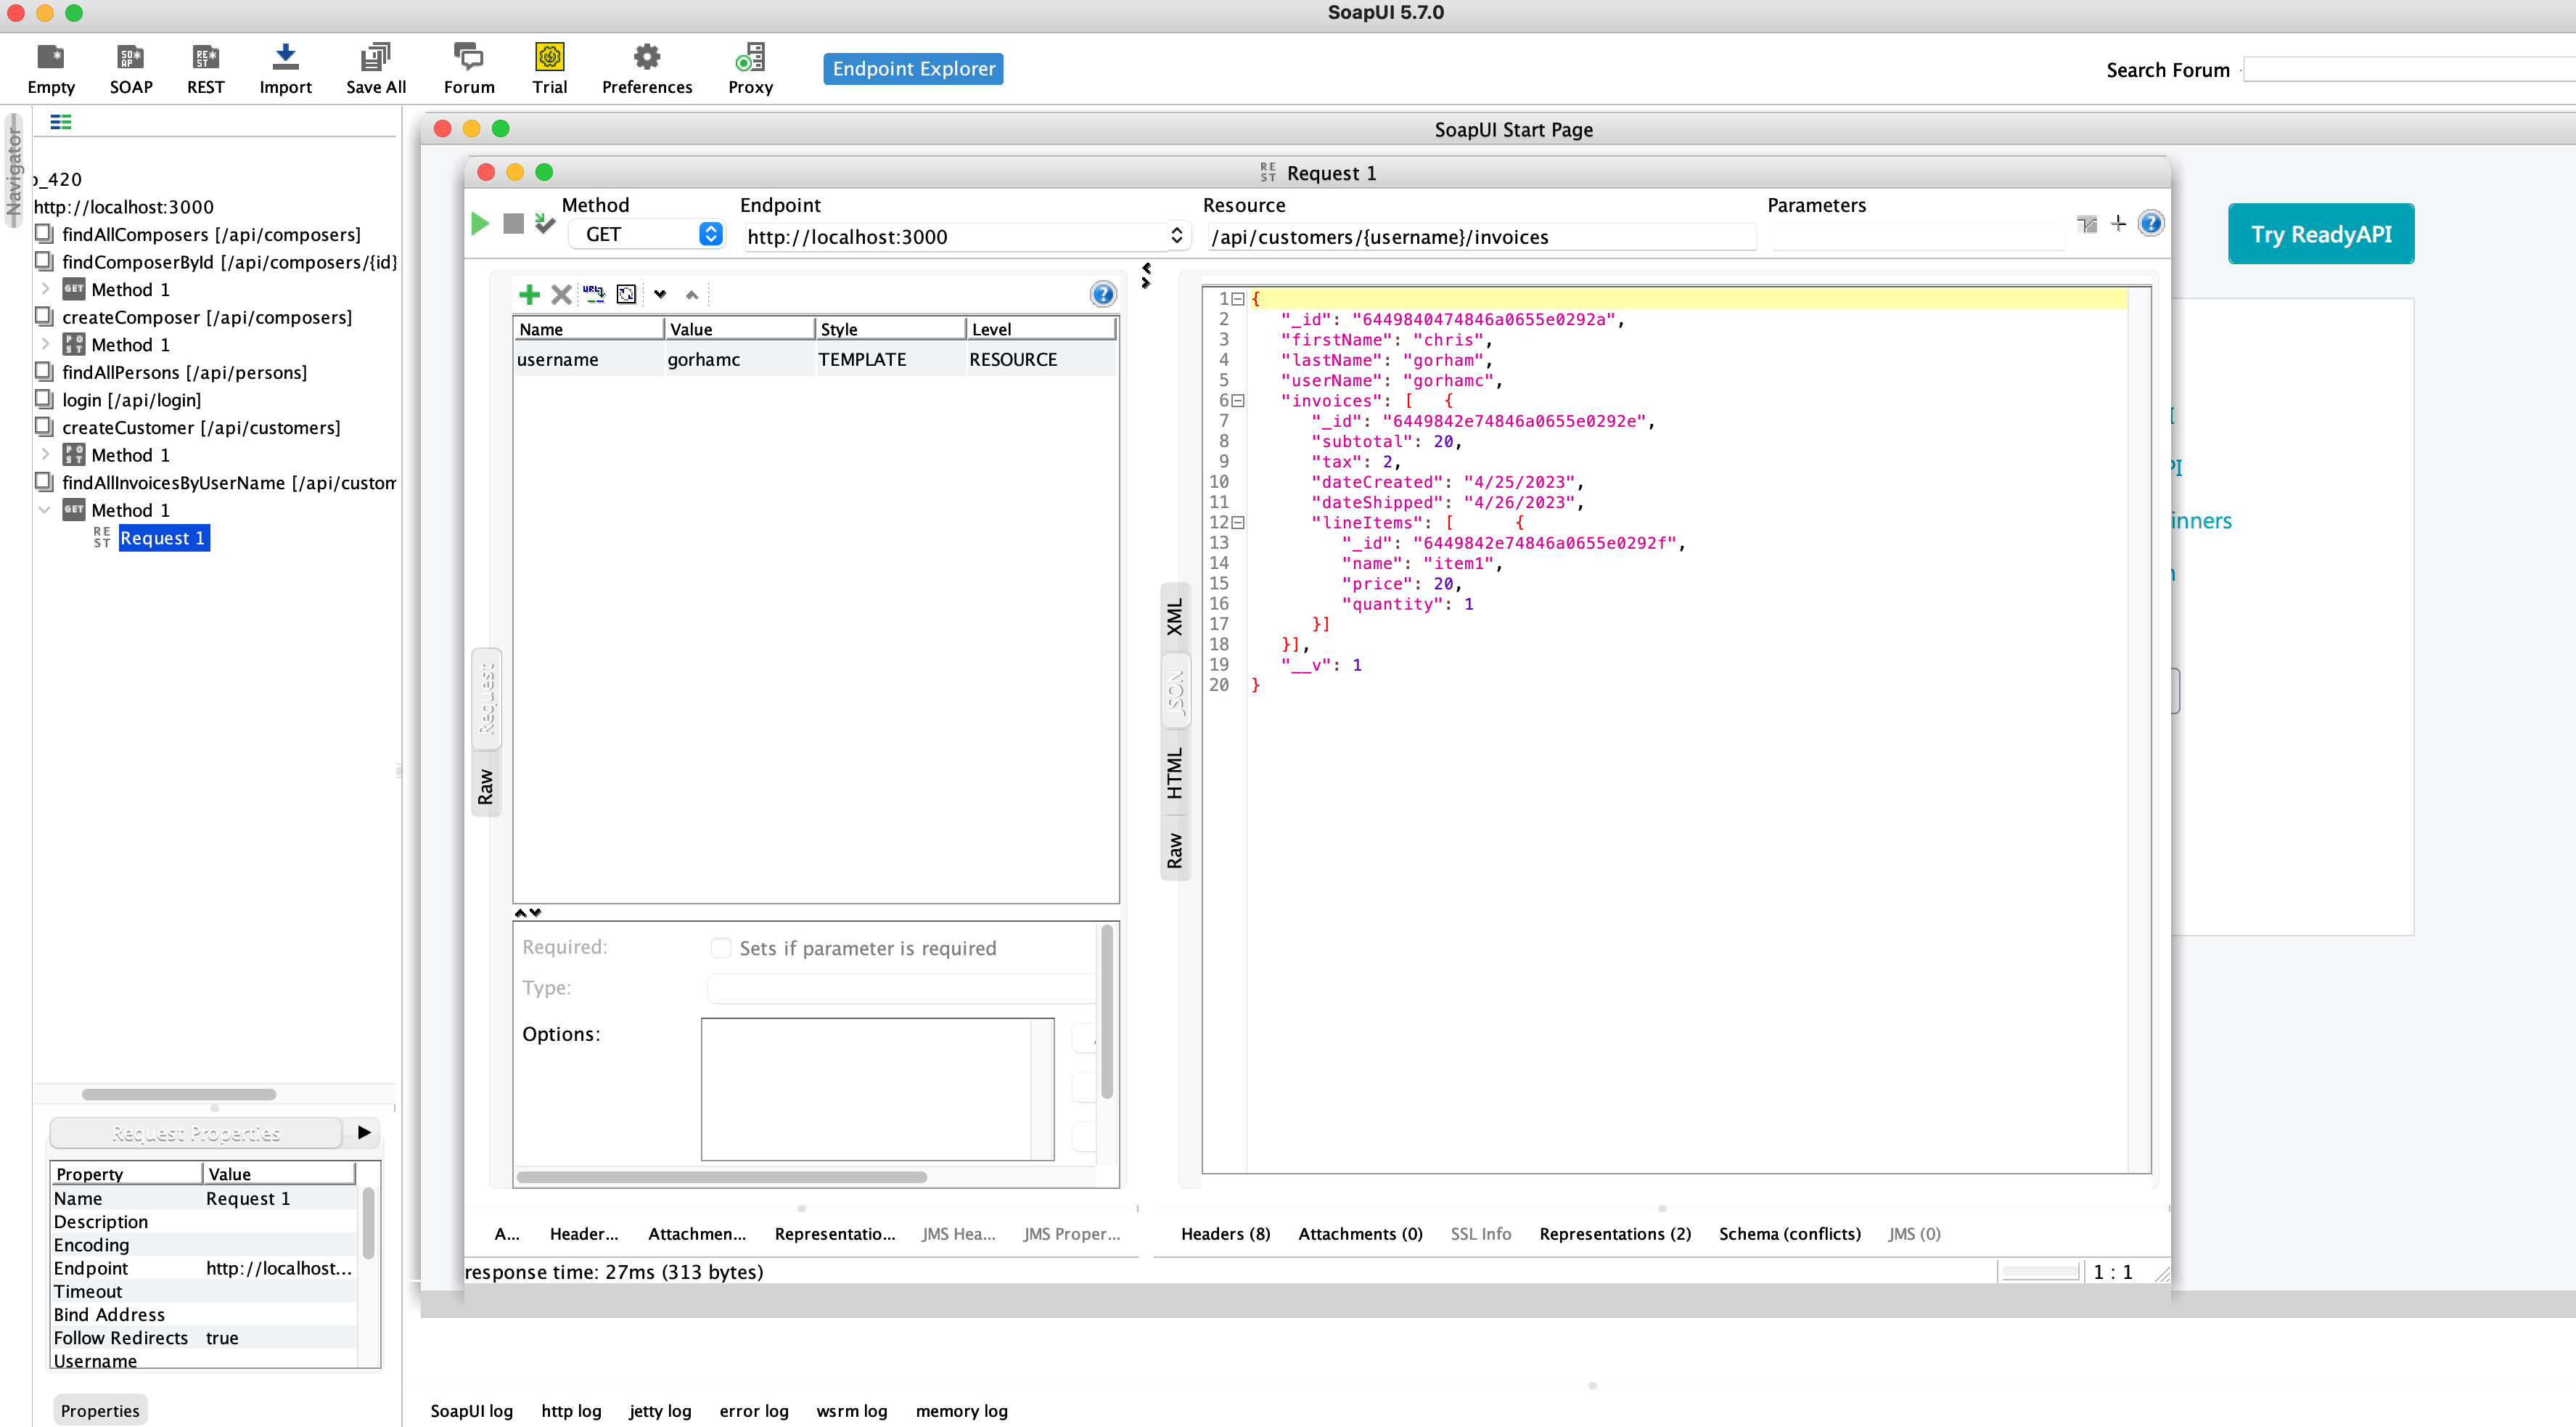 SoapUI 5.7.0
Empty SOAP REST Import Save All Forum Trial Preferences Proxy Endpoint Explorer Search Forum
Navigator
SoapUI Start Page
Request 1
_420
http://localhost:3000
findAllComposers [/api/composers]
findComposerById [/api/composers/{id}
GET Method 1
createComposer [/api/composers]
POST Method 1
findAllPersons [/api/persons]
login [/api/login]
createCustomer [/api/customers]
POST Method 1
findAllInvoicesByUserName [/api/custom
GET Method 1
REST Request 1
Request Properties
Property Value
Name Request 1
Description
Encoding
Endpoint http://localhost...
Timeout
Bind Address
Follow Redirects true
Username
Properties
Method Endpoint Resource Parameters
GET http://localhost:3000 /api/customers/{username}/invoices
Try ReadyAPI
Name Value Style Level
username gorhamc TEMPLATE RESOURCE
Request
Raw
Required: Sets if parameter is required
Type:
Options:
A... Header... Attachmen... Representatio... JMS Hea... JMS Proper...
XML
JSON
HTML
Raw
1 {
2 "_id": "6449840474846a0655e0292a",
3 "firstName": "chris",
4 "lastName": "gorham",
5 "userName": "gorhamc",
6 "invoices": [ {
7 "_id": "6449842e74846a0655e0292e",
8 "subtotal": 20,
9 "tax": 2,
10 "dateCreated": "4/25/2023",
11 "dateShipped": "4/26/2023",
12 "lineItems": [ {
13 "_id": "6449842e74846a0655e0292f",
14 "name": "item1",
15 "price": 20,
16 "quantity": 1
17 }]
18 }],
19 "__v": 1
20 }
inners
Headers (8) Attachments (0) SSL Info Representations (2) Schema (conflicts) JMS (0)
response time: 27ms (313 bytes)
1 : 1
SoapUI log http log jetty log error log wsrm log memory log